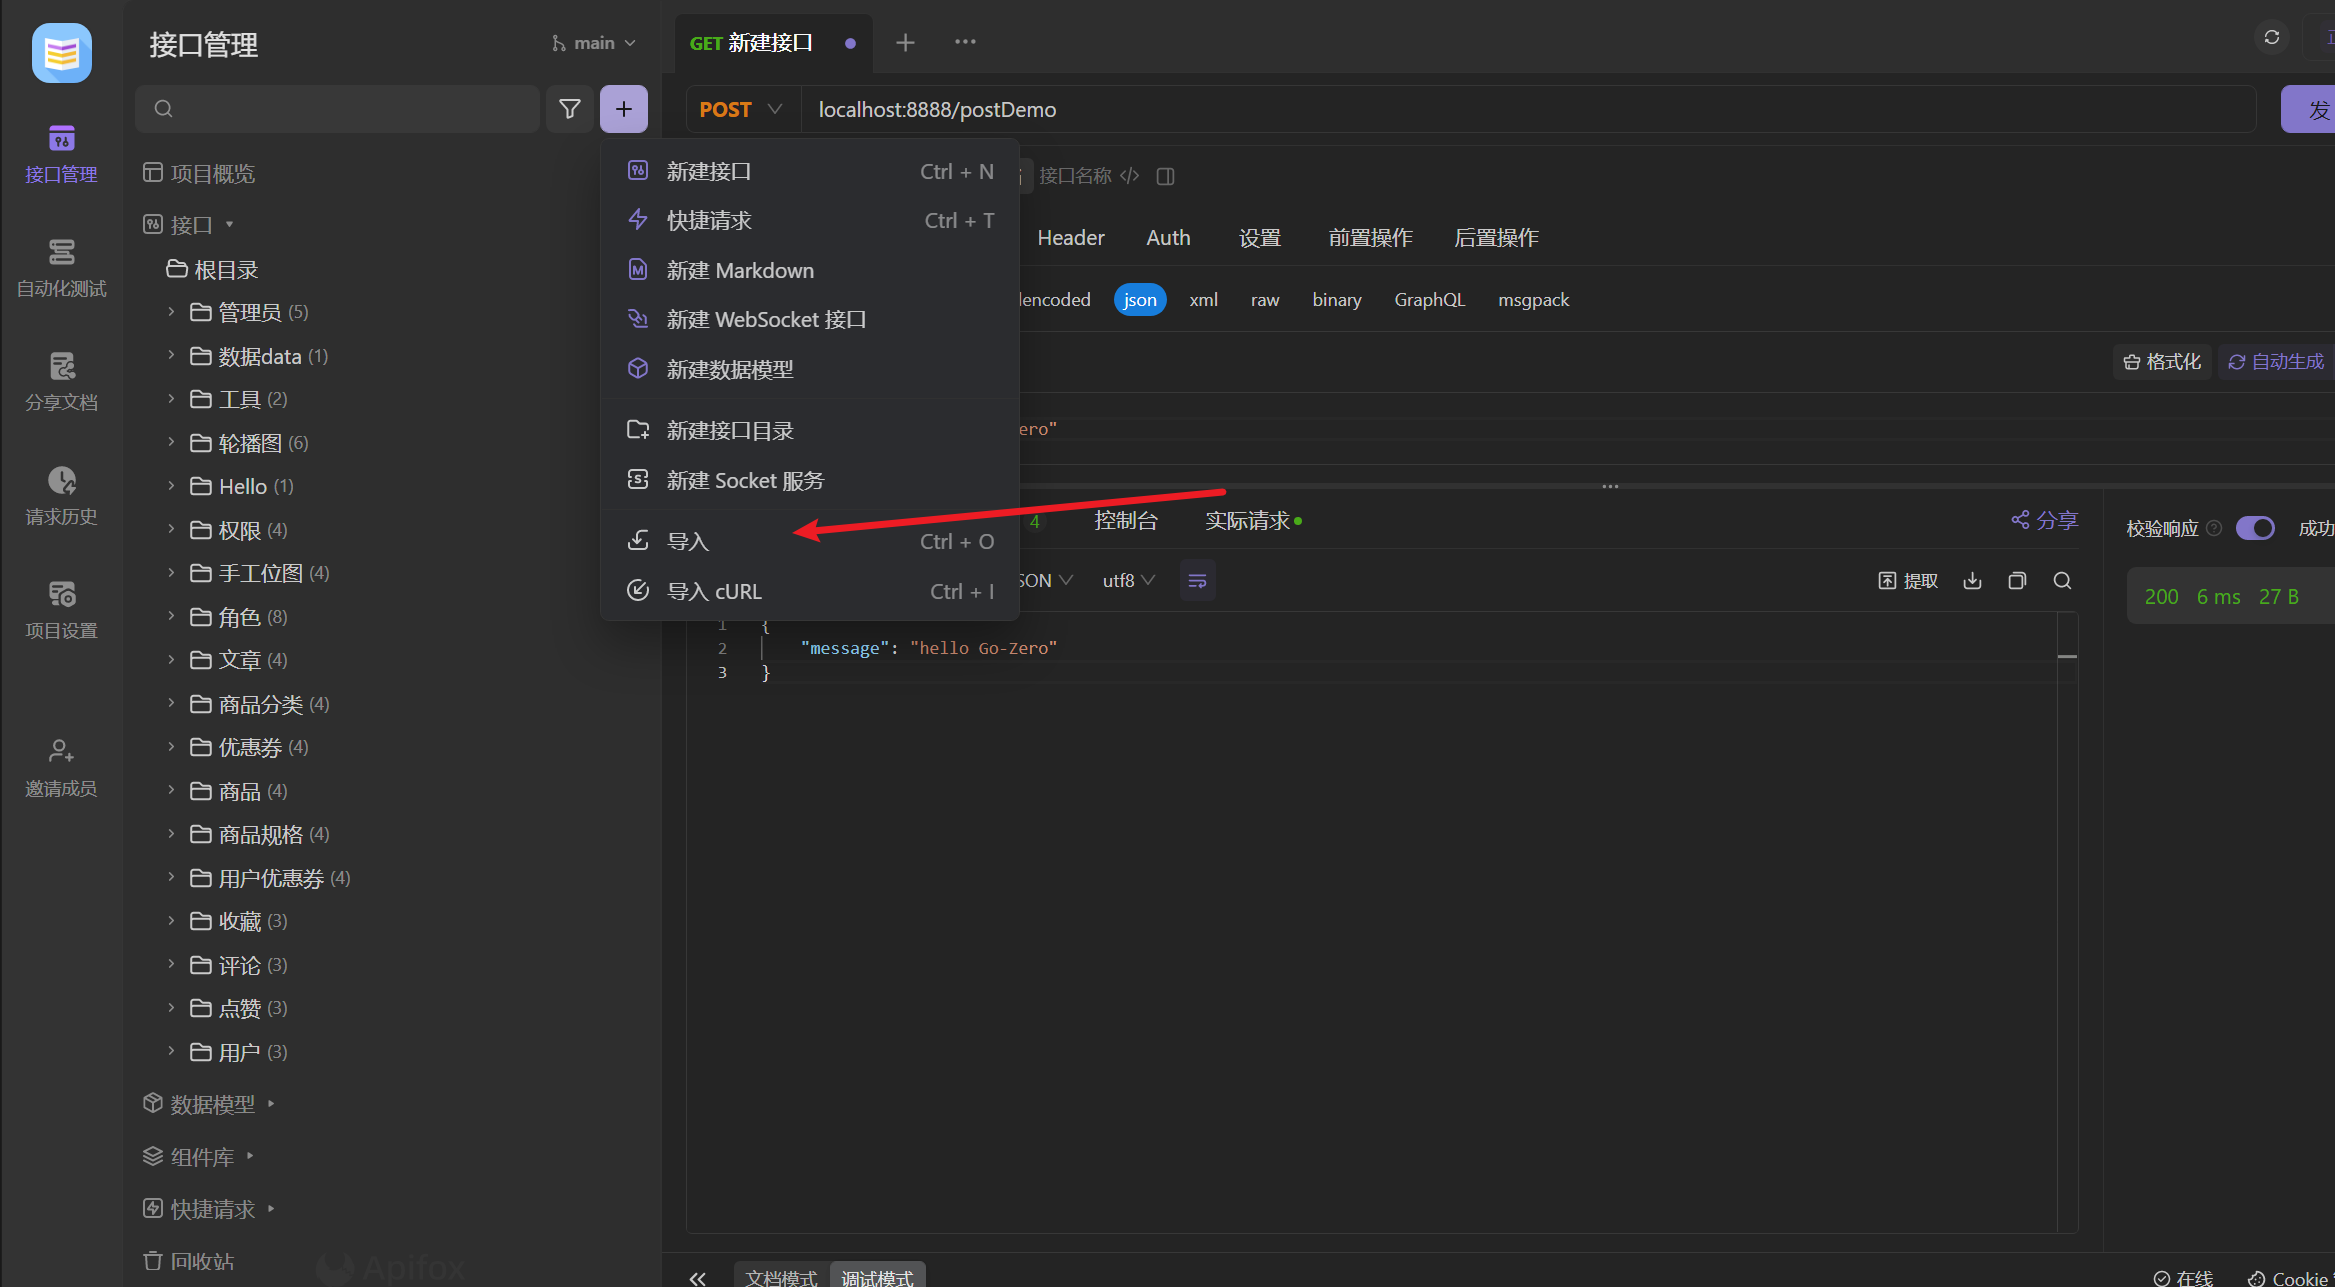 接口管理
自动化测试
分享文档
请求历史
项目设置
邀请成员
接口管理
main
项目概览
接口
根目录
管理员 (5)
数据data (1)
工具 (2)
轮播图 (6)
Hello (1)
权限 (4)
手工位图 (4)
角色 (8)
文章 (4)
商品分类 (4)
优惠券 (4)
商品 (4)
商品规格 (4)
用户优惠券 (4)
收藏 (3)
评论 (3)
点赞 (3)
用户 (3)
数据模型
组件库
快捷请求
回收站
Apifox
新建接口 Ctrl + N
快捷请求 Ctrl + T
新建 Markdown
新建 WebSocket 接口
新建数据模型
新建接口目录
新建 Socket 服务
导入 Ctrl + O
导入 cURL Ctrl + I
GET 新建接口
POST localhost:8888/postDemo
发
接口名称
Header Auth 设置 前置操作 后置操作
lencoded json xml raw binary GraphQL msgpack
格式化 自动生成
ero"
4 控制台 实际请求 分享
SON utf8 提取
校验响应 成功
200 6 ms 27 B
1 {
2 "message": "hello Go-Zero"
3 }
文档模式 调试模式
在线 Cookie